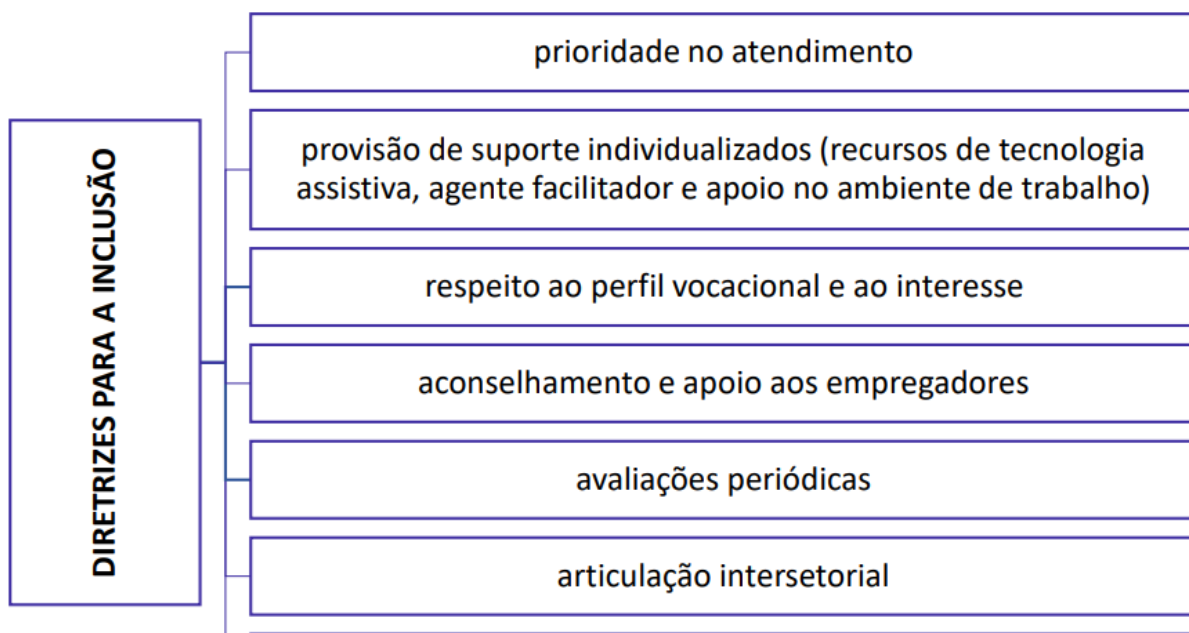 DIRETRIZES PARA A INCLUSÃO
prioridade no atendimento
provisão de suporte individualizados (recursos de tecnologia
assistiva, agente facilitador e apoio no ambiente de trabalho)
respeito ao perfil vocacional e ao interesse
aconselhamento e apoio aos empregadores
avaliações periódicas
articulação intersetorial